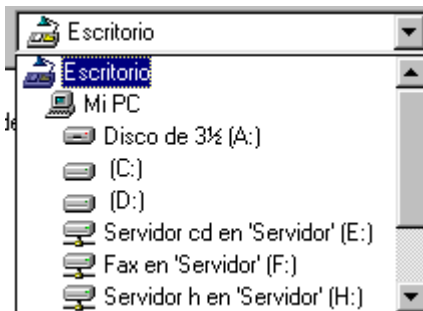 Escritorio
Escritorio
Mi PC
Disco de 3½ (A:)
(C:)
(D:)
Servidor cd en 'Servidor' (E:)
Fax en 'Servidor' (F:)
Servidor h en 'Servidor' (H:)